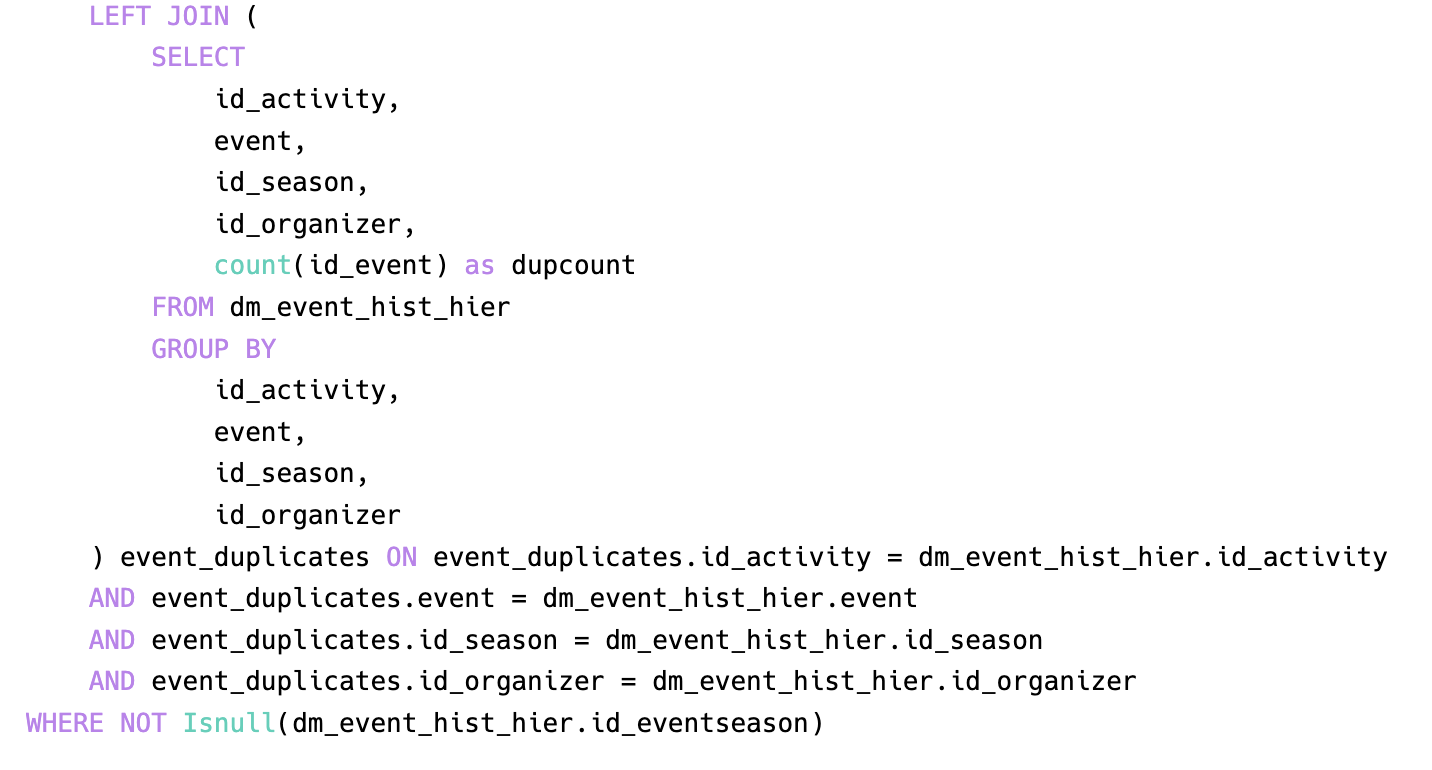 LEFT JOIN (
SELECT
id_activity,
event,
id_season,
id_organizer,
count(id_event) as dupcount
FROM dm_event_hist_hier
GROUP BY
id_activity,
event,
id_season,
id_organizer
) event_duplicates ON event_duplicates.id_activity = dm_event_hist_hier.id_activity
AND event_duplicates.event = dm_event_hist_hier.event
AND event_duplicates.id_season = dm_event_hist_hier.id_season
AND event_duplicates.id_organizer = dm_event_hist_hier.id_organizer
WHERE NOT Isnull(dm_event_hist_hier.id_eventseason)